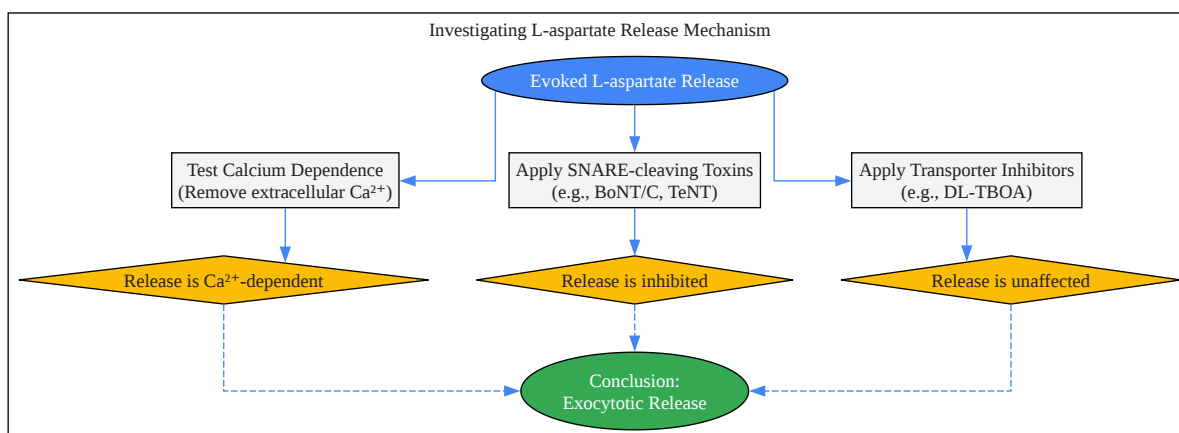 Investigating L-aspartate Release Mechanism
Evoked L-aspartate Release
Test Calcium Dependence
(Remove extracellular Ca²⁺)
Apply SNARE-cleaving Toxins
(e.g., BoNT/C, TeNT)
Apply Transporter Inhibitors
(e.g., DL-TBOA)
Release is Ca²⁺-dependent
Release is inhibited
Release is unaffected
Conclusion:
Exocytotic Release